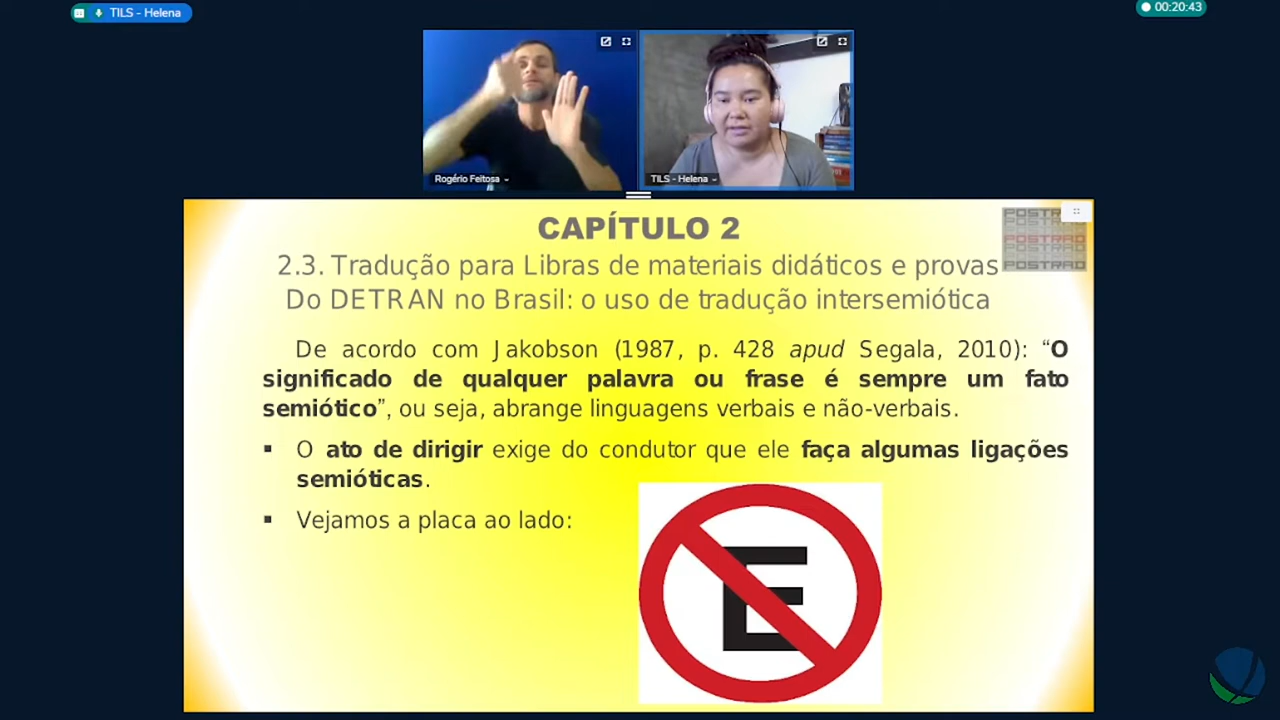 TILS - Helena
00:20:43
Rogério Feitosa
TILS - Helena
CAPÍTULO 2
POSTRAD
2.3. Tradução para Libras de materiais didáticos e provas
Do DETRAN no Brasil: o uso de tradução intersemiótica
De acordo com Jakobson (1987, p. 428 apud Segala, 2010): “O
significado de qualquer palavra ou frase é sempre um fato
semiótico”, ou seja, abrange linguagens verbais e não-verbais.
▪ O ato de dirigir exige do condutor que ele faça algumas ligações
semióticas.
▪ Vejamos a placa ao lado:
E